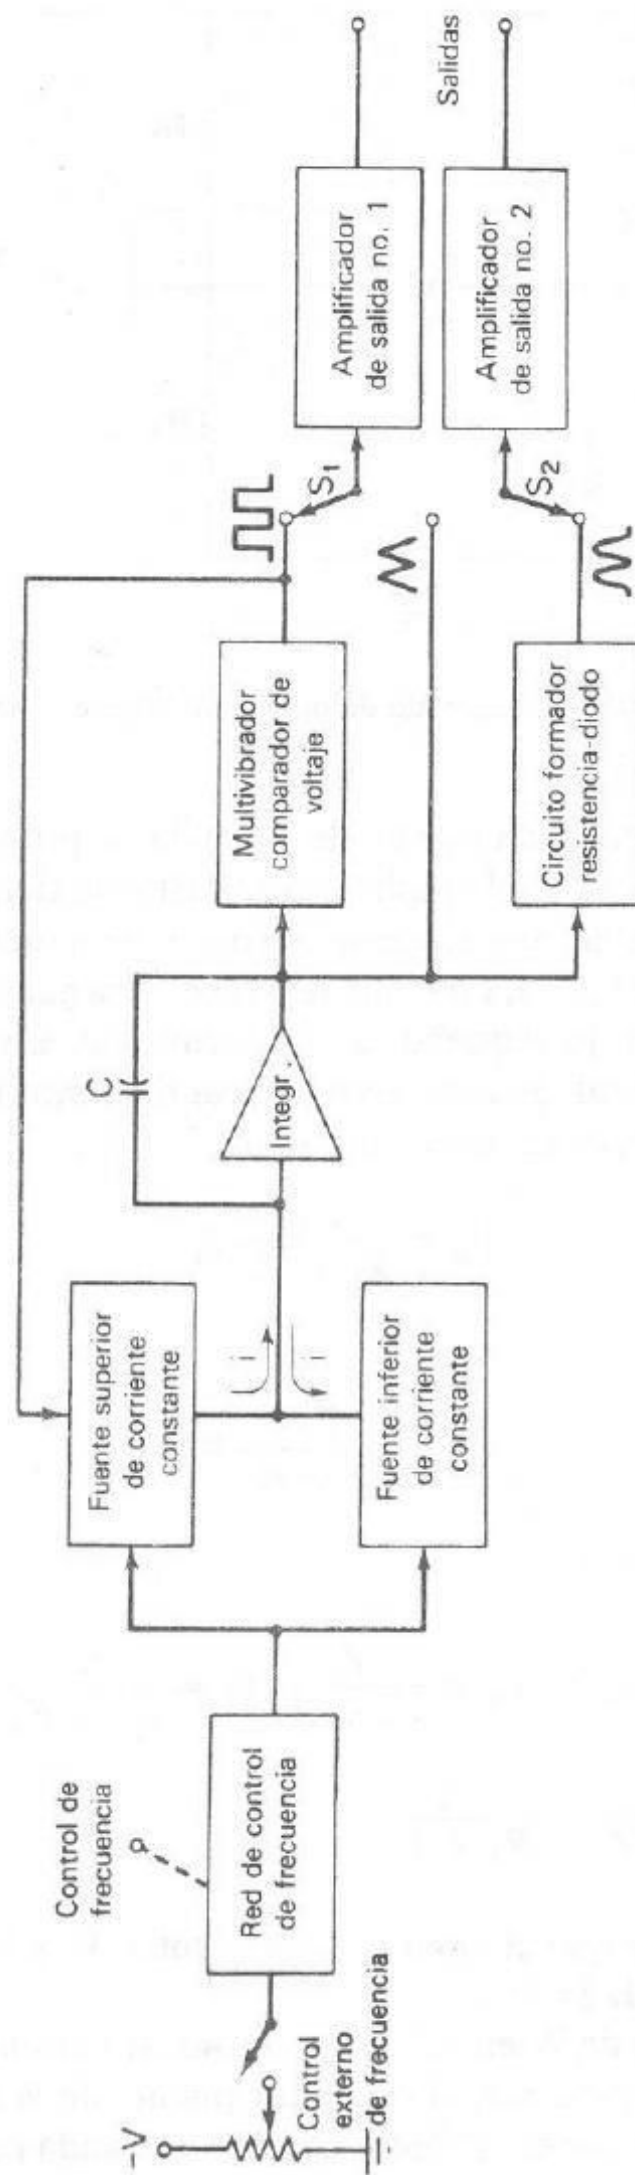 Control de
frecuencia
-V
Control
externo
de frecuencia
Red de control
de frecuencia
Fuente superior
de corriente
constante
i
i
Fuente inferior
de corriente
constante
C
Integr.
Multivibrador
comparador de
voltaje
Circuito formador
resistencia-diodo
S1
S2
Amplificador
de salida no. 1
Amplificador
de salida no. 2
Salidas